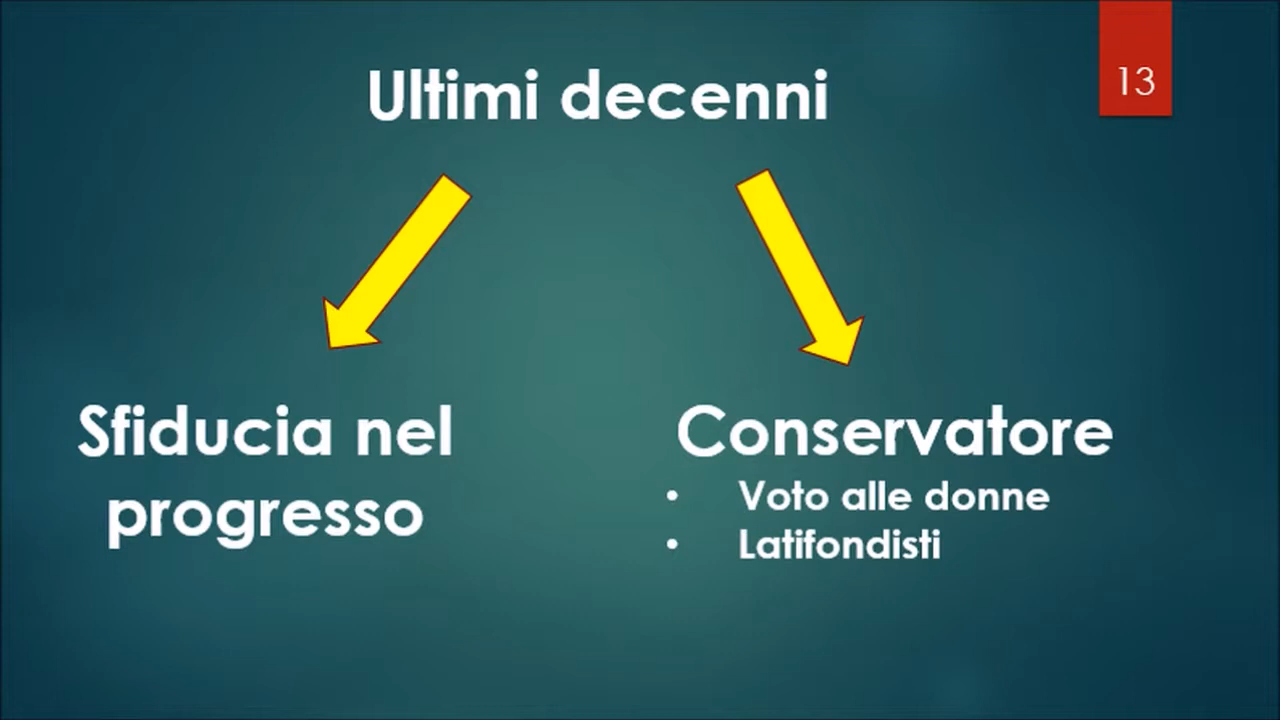 13
Ultimi decenni
Sfiducia nel
progresso
Conservatore
• Voto alle donne
• Latifondisti